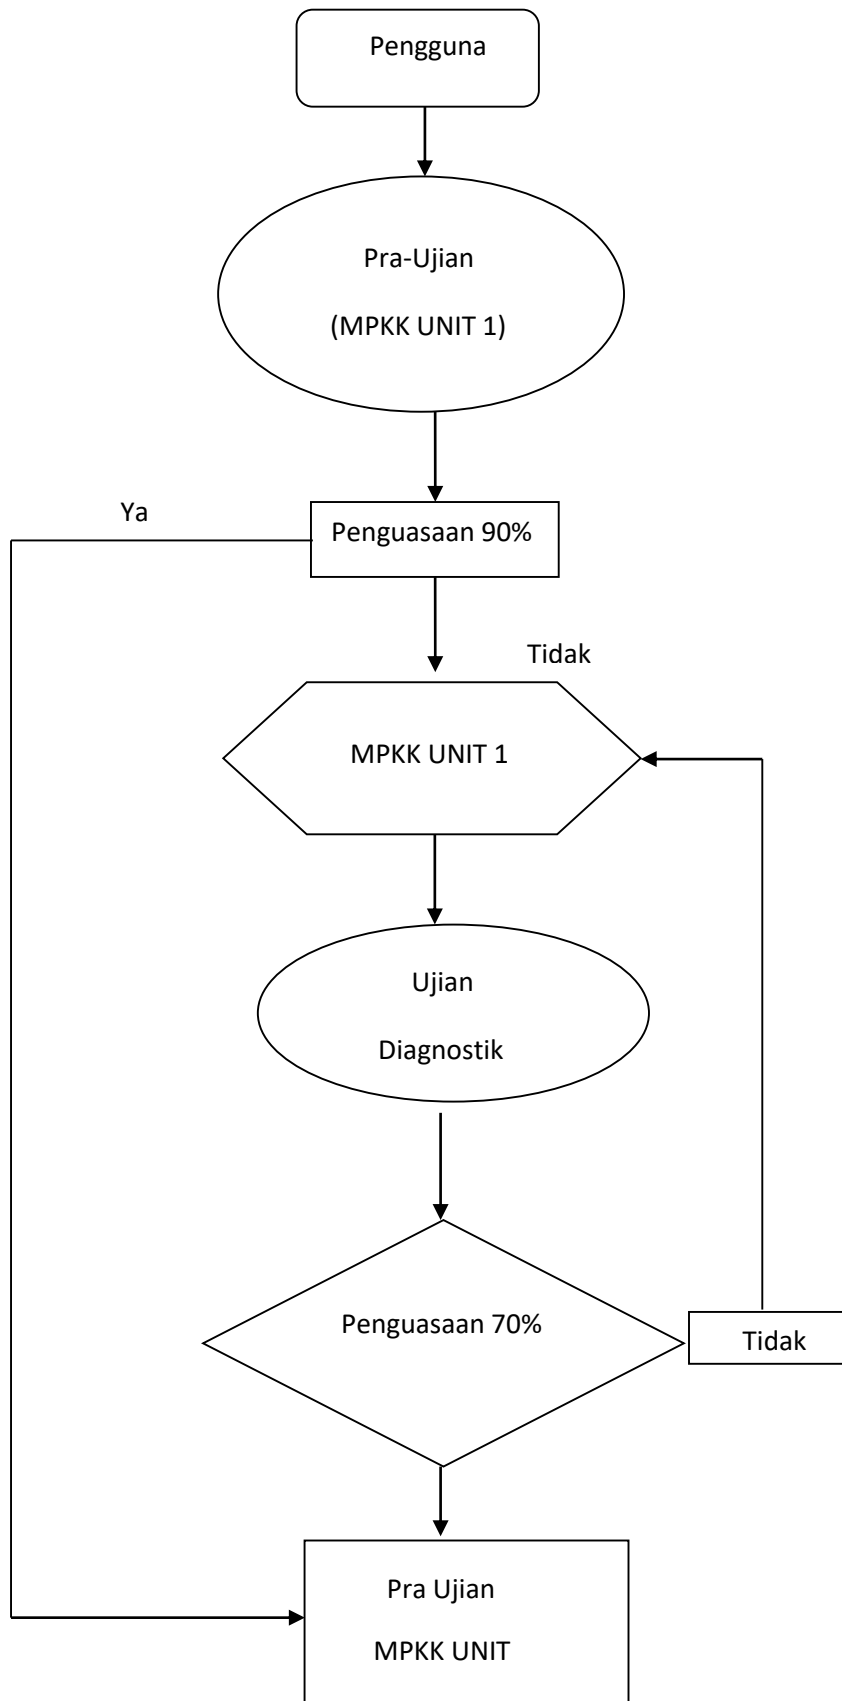 Pengguna
Pra-Ujian
(MPKK UNIT 1)
Ya
Penguasaan 90%
Tidak
MPKK UNIT 1
Ujian
Diagnostik
Penguasaan 70%
Tidak
Pra Ujian
MPKK UNIT